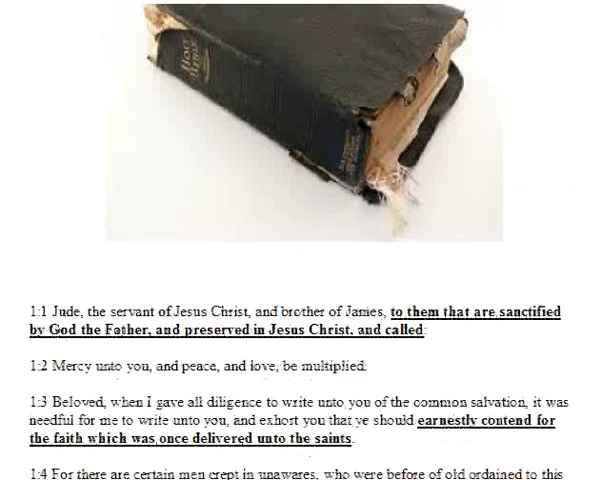 HOLY
BIBLE
1:1 Jude, the servant of Jesus Christ, and brother of James, to them that are sanctified
by God the Father, and preserved in Jesus Christ, and called:
1:2 Mercy unto you, and peace, and love, be multiplied.
1:3 Beloved, when I gave all diligence to write unto you of the common salvation, it was
needful for me to write unto you, and exhort you that ye should earnestly contend for
the faith which was once delivered unto the saints.
1:4 For there are certain men crept in unawares, who were before of old ordained to this